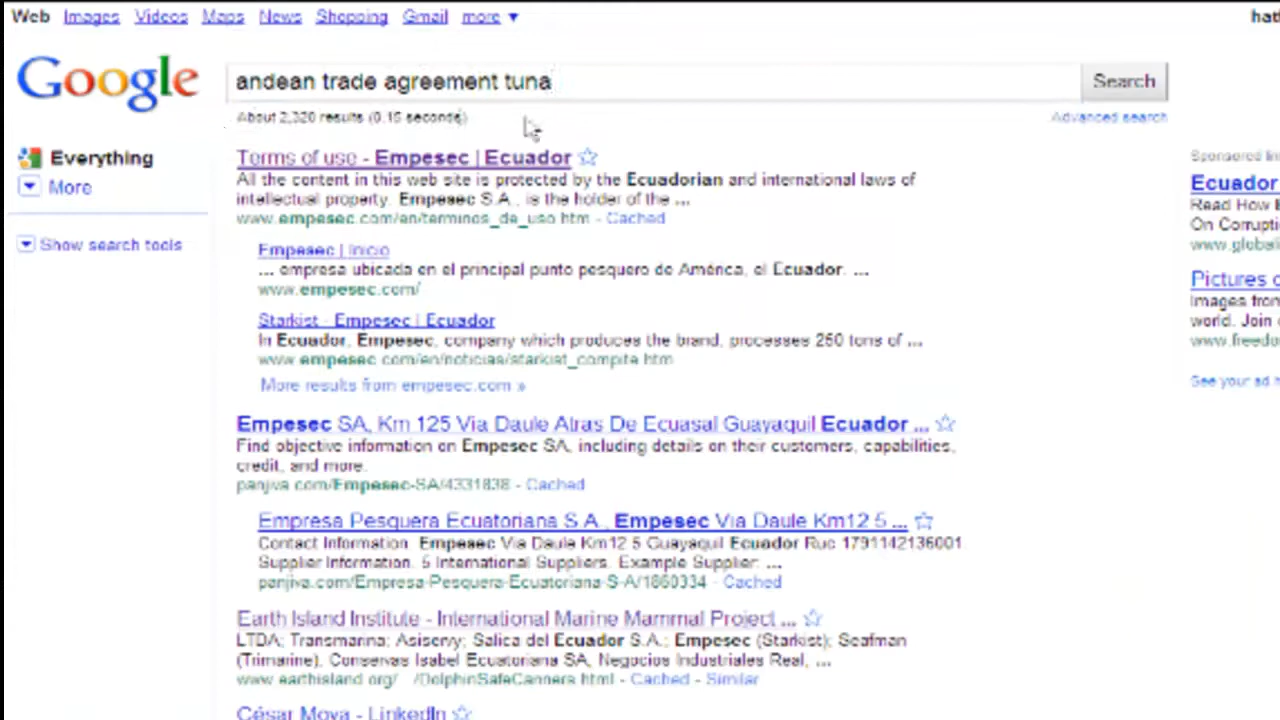 Web Images Videos Maps News Shopping Gmail more ▼
Google
andean trade agreement tuna
Search
About 2,320 results (0.15 seconds)
Advanced search
Everything
More
Show search tools
Terms of use - Empesec | Ecuador
All the content in this web site is protected by the Ecuadorian and international laws of
intellectual property. Empesec S.A., is the holder of the ...
www.empesec.com/en/terminos_de_uso.htm - Cached
Empesec | Inicio
... empresa ubicada en el principal punto pesquero de América, el Ecuador. ...
www.empesec.com/
Starkist - Empesec | Ecuador
In Ecuador, Empesec, company which produces the brand, processes 250 tons of ...
www.empesec.com/en/noticias/starkist_compite.htm
More results from empesec.com »
Empesec SA, Km 125 Via Daule Atras De Ecuasal Guayaquil Ecuador ...
Find objective information on Empesec SA, including details on their customers, capabilities,
credit, and more.
panjiva.com/Empesec-SA/4331838 - Cached
Empresa Pesquera Ecuatoriana S.A., Empesec Via Daule Km12 5 ...
Contact Information. Empesec Via Daule Km12 5 Guayaquil Ecuador Ruc 1791142136001
Supplier Information. 5 International Suppliers. Example Supplier: ...
panjiva.com/Empresa-Pesquera-Ecuatoriana-S-A/1860334 - Cached
Earth Island Institute - International Marine Mammal Project ...
LTDA; Transmarina; Asiservy; Salica del Ecuador S.A.; Empesec (Starkist); Seafman
(Trimarine), Conservas Isabel Ecuatoriana SA, Negocios Industriales Real, ...
www.earthisland.org/ /DolphinSafeCanners.html - Cached - Similar
César Moya - LinkedIn
Ecuador
Read How
On Corrupti
www.global
Pictures
Images from
world. Join
www.freedo
See your ad